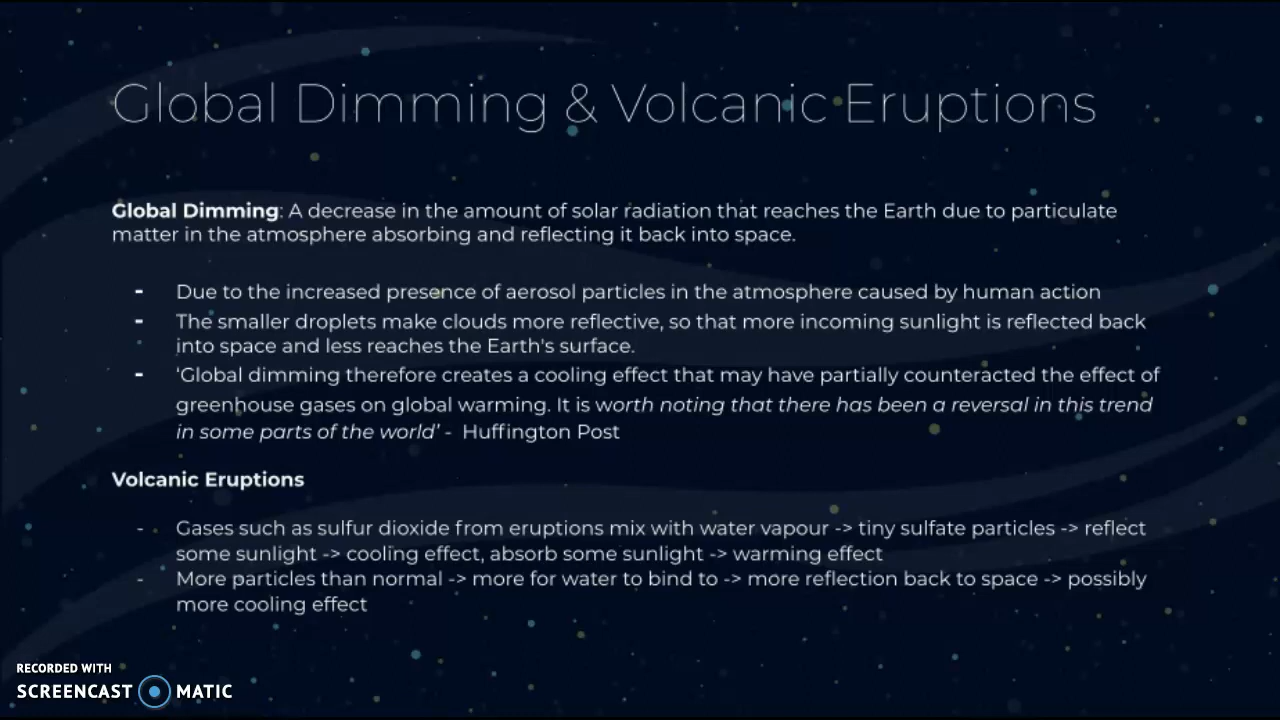 Global Dimming & Volcanic Eruptions
Global Dimming: A decrease in the amount of solar radiation that reaches the Earth due to particulate
matter in the atmosphere absorbing and reflecting it back into space.
- Due to the increased presence of aerosol particles in the atmosphere caused by human action
- The smaller droplets make clouds more reflective, so that more incoming sunlight is reflected back
into space and less reaches the Earth's surface.
- ‘Global dimming therefore creates a cooling effect that may have partially counteracted the effect of
greenhouse gases on global warming. It is worth noting that there has been a reversal in this trend
in some parts of the world’ - Huffington Post
Volcanic Eruptions
- Gases such as sulfur dioxide from eruptions mix with water vapour -> tiny sulfate particles -> reflect
some sunlight -> cooling effect, absorb some sunlight -> warming effect
- More particles than normal -> more for water to bind to -> more reflection back to space -> possibly
more cooling effect
RECORDED WITH
SCREENCAST MATIC